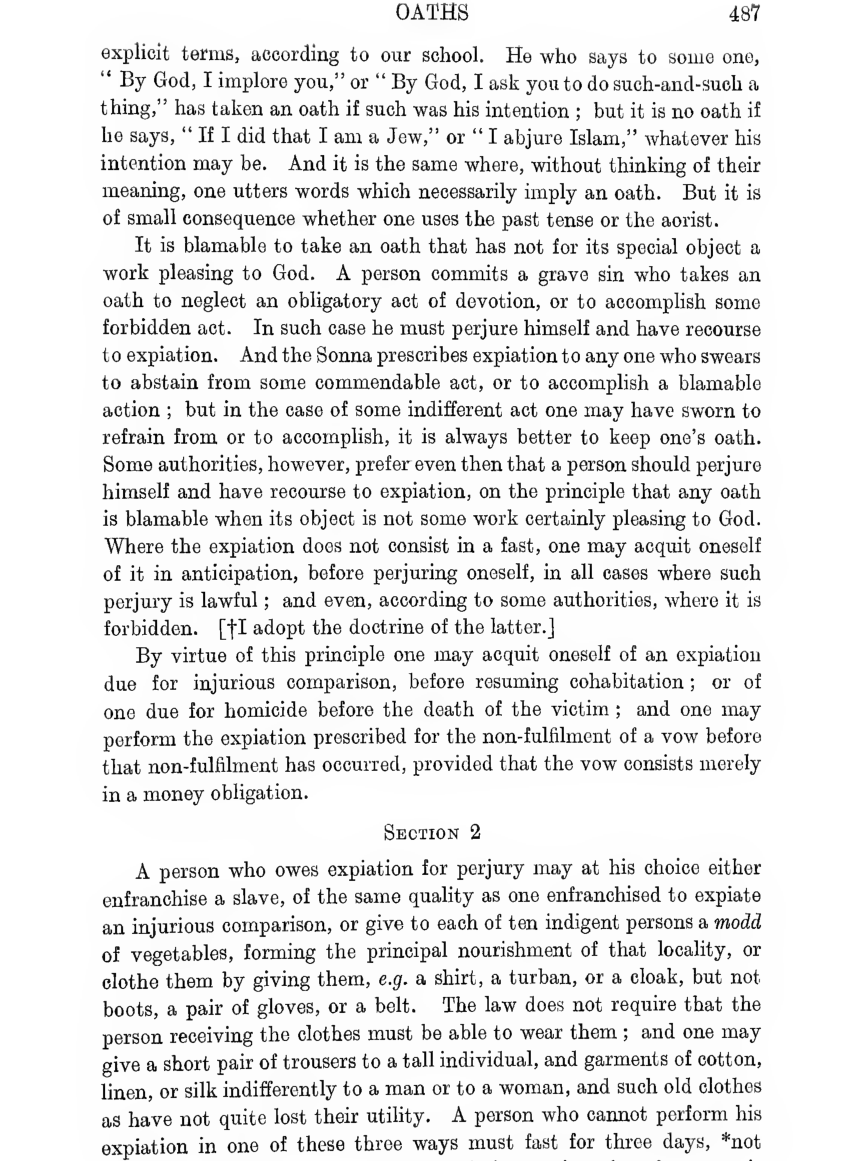 OATHS 487
explicit terms, according to our school. He who says to some one,
“ By God, I implore you,” or “ By God, I ask you to do such-and-such a
thing,” has taken an oath if such was his intention ; but it is no oath if
he says, “ If I did that I am a Jew,” or “ I abjure Islam,” whatever his
intention may be. And it is the same where, without thinking of their
meaning, one utters words which necessarily imply an oath. But it is
of small consequence whether one uses the past tense or the aorist.
It is blamable to take an oath that has not for its special object a
work pleasing to God. A person commits a grave sin who takes an
oath to neglect an obligatory act of devotion, or to accomplish some
forbidden act. In such case he must perjure himself and have recourse
to expiation. And the Sonna prescribes expiation to any one who swears
to abstain from some commendable act, or to accomplish a blamable
action ; but in the case of some indifferent act one may have sworn to
refrain from or to accomplish, it is always better to keep one’s oath.
Some authorities, however, prefer even then that a person should perjure
himself and have recourse to expiation, on the principle that any oath
is blamable when its object is not some work certainly pleasing to God.
Where the expiation does not consist in a fast, one may acquit oneself
of it in anticipation, before perjuring oneself, in all cases where such
perjury is lawful ; and even, according to some authorities, where it is
forbidden. [†I adopt the doctrine of the latter.]
By virtue of this principle one may acquit oneself of an expiation
due for injurious comparison, before resuming cohabitation ; or of
one due for homicide before the death of the victim ; and one may
perform the expiation prescribed for the non-fulfilment of a vow before
that non-fulfilment has occurred, provided that the vow consists merely
in a money obligation.
SECTION 2
A person who owes expiation for perjury may at his choice either
enfranchise a slave, of the same quality as one enfranchised to expiate
an injurious comparison, or give to each of ten indigent persons a modd
of vegetables, forming the principal nourishment of that locality, or
clothe them by giving them, e.g. a shirt, a turban, or a cloak, but not
boots, a pair of gloves, or a belt. The law does not require that the
person receiving the clothes must be able to wear them ; and one may
give a short pair of trousers to a tall individual, and garments of cotton,
linen, or silk indifferently to a man or to a woman, and such old clothes
as have not quite lost their utility. A person who cannot perform his
expiation in one of these three ways must fast for three days, *not